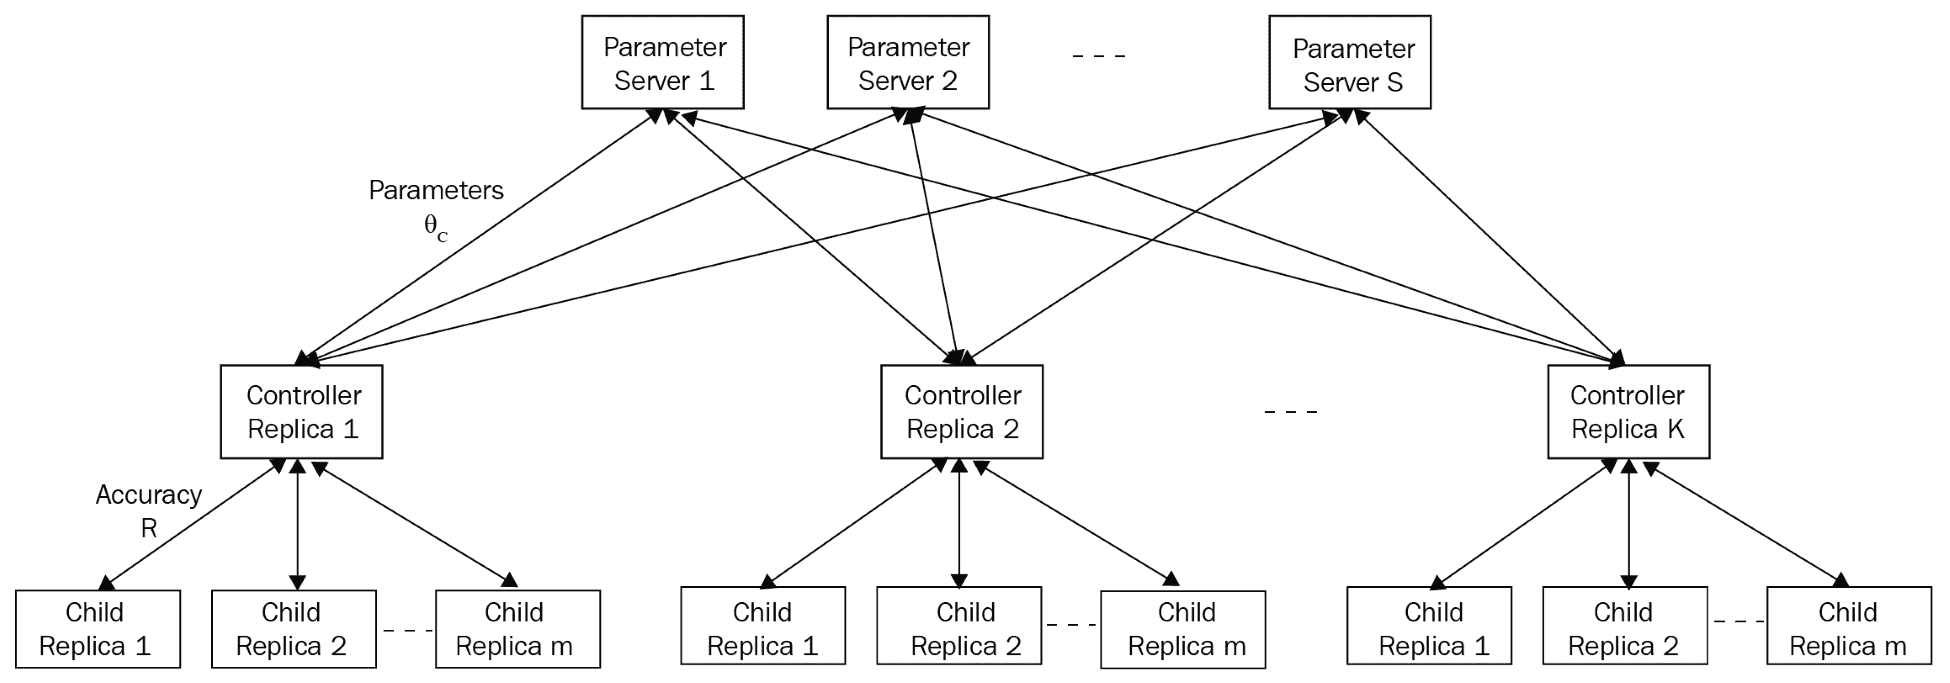 Parameter
Server 1
Parameter
Server 2
Parameter
Server S
Parameters
θc
Controller
Replica 1
Controller
Replica 2
Controller
Replica K
Accuracy
R
Child
Replica 1
Child
Replica 2
Child
Replica m
Child
Replica 1
Child
Replica 2
Child
Replica m
Child
Replica 1
Child
Replica 2
Child
Replica m